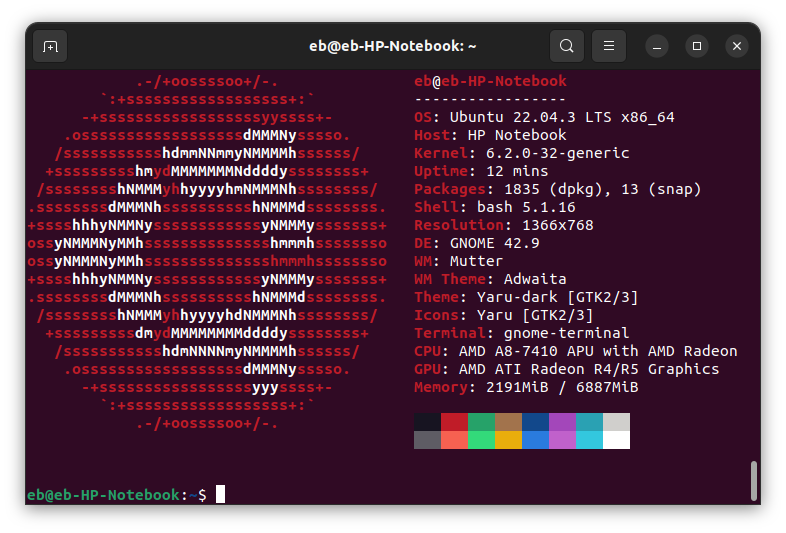 eb@eb-HP-Notebook: ~
.-/+oossssoo+/-.
`:+ssssssssssssssssss+:`
-+ssssssssssssssssssyyssss+-
.ossssssssssssssssssdMMMNysssso.
/ssssssssssshdmmNNmmyNMMMMhssssss/
+ssssssssshmydMMMMMMMNddddyssssssss+
/sssssssshNMMMyhhyyyyhmNMMMNhssssssss/
.ssssssssdMMMNhsssssssssshNMMMdssssssss.
+sssshhhyNMMNyssssssssssssyNMMMysssssss+
ossyNMMMNyMMhsssssssssssssshmmmhssssssso
ossyNMMMNyMMhsssssssssssssshmmmhssssssso
+sssshhhyNMMNyssssssssssssyNMMMysssssss+
.ssssssssdMMMNhsssssssssshNMMMdssssssss.
/sssssssshNMMMyhhyyyyhdNMMMNhssssssss/
+sssssssssdmydMMMMMMMMddddyssssssss+
/ssssssssssshdmNNNNmyNMMMMhssssss/
.ossssssssssssssssssdMMMNysssso.
-+sssssssssssssssssyyyssss+-
`:+ssssssssssssssssss+:`
.-/+oossssoo+/-.
eb@eb-HP-Notebook
-----------------
OS: Ubuntu 22.04.3 LTS x86_64
Host: HP Notebook
Kernel: 6.2.0-32-generic
Uptime: 12 mins
Packages: 1835 (dpkg), 13 (snap)
Shell: bash 5.1.16
Resolution: 1366x768
DE: GNOME 42.9
WM: Mutter
WM Theme: Adwaita
Theme: Yaru-dark [GTK2/3]
Icons: Yaru [GTK2/3]
Terminal: gnome-terminal
CPU: AMD A8-7410 APU with AMD Radeon
GPU: AMD ATI Radeon R4/R5 Graphics
Memory: 2191MiB / 6887MiB
eb@eb-HP-Notebook:~$